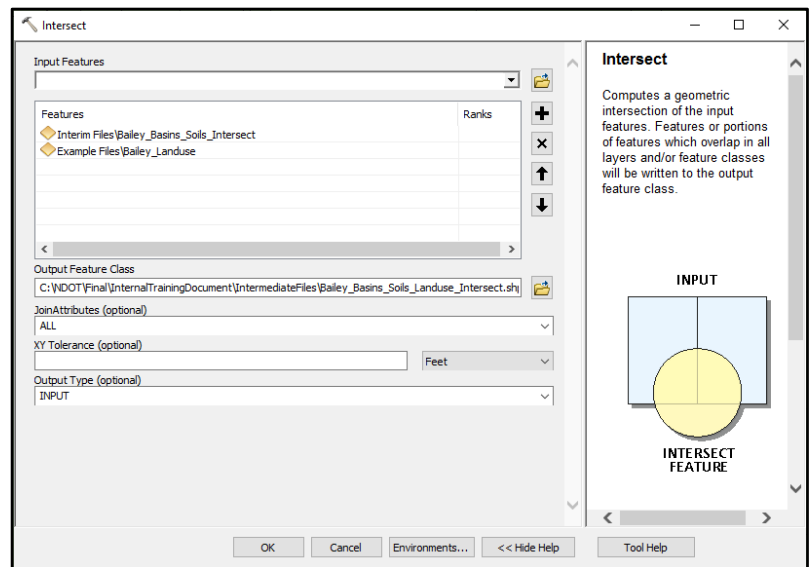 Intersect
Input Features
Features
Ranks
Interim Files\Bailey_Basins_Soils_Intersect
Example Files\Bailey_Landuse
Output Feature Class
C:\NDOT\Final\InternalTrainingDocument\IntermediateFiles\Bailey_Basins_Soils_Landuse_Intersect.shp
JoinAttributes (optional)
ALL
XY Tolerance (optional)
Feet
Output Type (optional)
INPUT
OK
Cancel
Environments...
<< Hide Help
Tool Help
Intersect
Computes a geometric
intersection of the input
features. Features or portions
of features which overlap in all
layers and/or feature classes
will be written to the output
feature class.
INPUT
INTERSECT
FEATURE